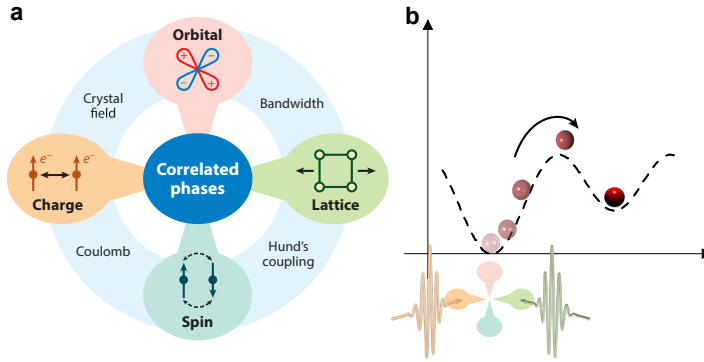 a
b
Orbital
+
−
−
+
Crystal
field
Bandwidth
e⁻
e⁻
Charge
Correlated
phases
Lattice
Coulomb
Hund's
coupling
Spin